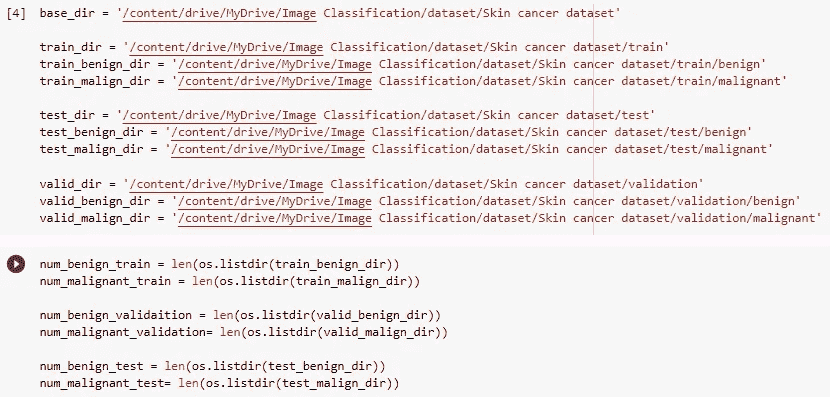 [4] base_dir = '/content/drive/MyDrive/Image Classification/dataset/Skin cancer dataset'
train_dir = '/content/drive/MyDrive/Image Classification/dataset/Skin cancer dataset/train'
train_benign_dir = '/content/drive/MyDrive/Image Classification/dataset/Skin cancer dataset/train/benign'
train_malign_dir = '/content/drive/MyDrive/Image Classification/dataset/Skin cancer dataset/train/malignant'
test_dir = '/content/drive/MyDrive/Image Classification/dataset/Skin cancer dataset/test'
test_benign_dir = '/content/drive/MyDrive/Image Classification/dataset/Skin cancer dataset/test/benign'
test_malign_dir = '/content/drive/MyDrive/Image Classification/dataset/Skin cancer dataset/test/malignant'
valid_dir = '/content/drive/MyDrive/Image Classification/dataset/Skin cancer dataset/validation'
valid_benign_dir = '/content/drive/MyDrive/Image Classification/dataset/Skin cancer dataset/validation/benign'
valid_malign_dir = '/content/drive/MyDrive/Image Classification/dataset/Skin cancer dataset/validation/malignant'
num_benign_train = len(os.listdir(train_benign_dir))
num_malignant_train = len(os.listdir(train_malign_dir))
num_benign_validaition = len(os.listdir(valid_benign_dir))
num_malignant_validation= len(os.listdir(valid_malign_dir))
num_benign_test = len(os.listdir(test_benign_dir))
num_malignant_test= len(os.listdir(test_malign_dir))